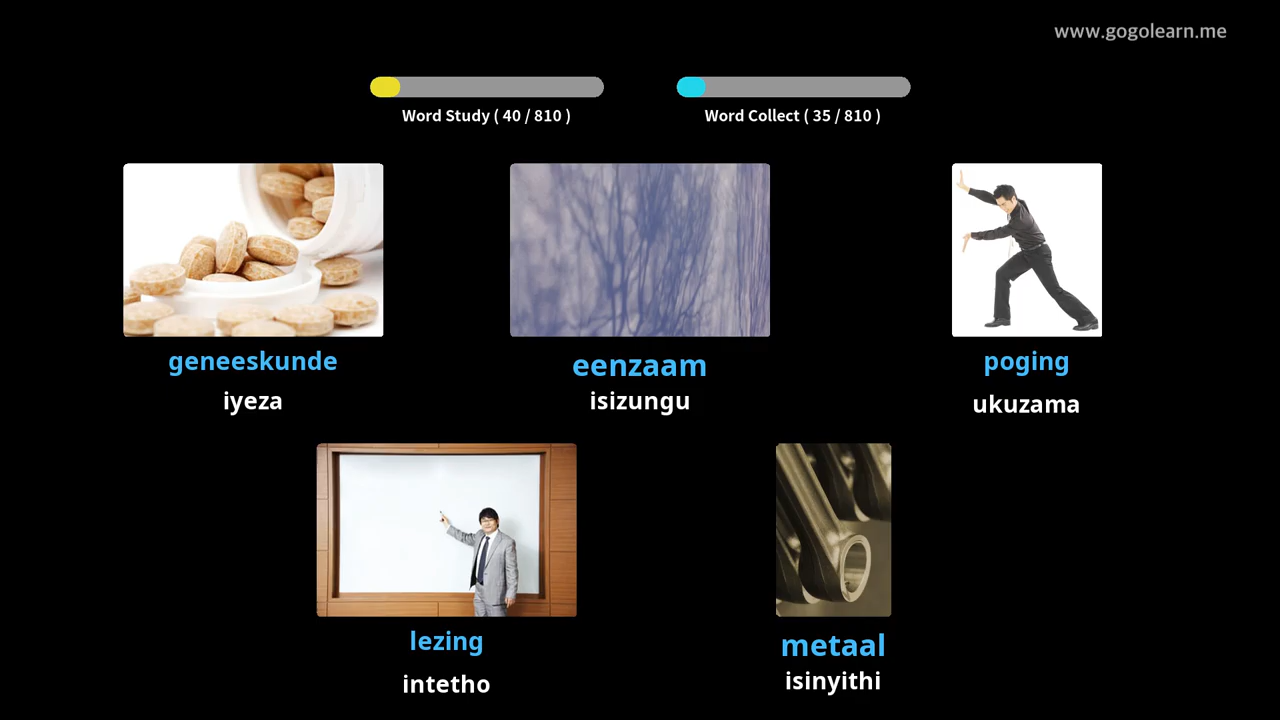 www.gogolearn.me
Word Study ( 40 / 810 )
Word Collect ( 35 / 810 )
geneeskunde
iyeza
eenzaam
isizungu
poging
ukuzama
lezing
intetho
metaal
isinyithi